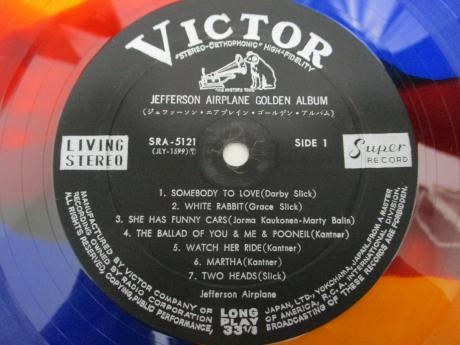 VICTOR
"STEREO-ORTHOPHONIC" HIGH FIDELITY
"HIS MASTER'S VOICE"
JEFFERSON AIRPLANE GOLDEN ALBUM
《ジェファーソン・エアプレイン・ゴールデン・アルバム》
LIVING STEREO
SRA-5121
(JLY-1599)
SIDE 1
Super
RECORD
1. SOMEBODY TO LOVE(Darby Slick)
2. WHITE RABBIT(Grace Slick)
3. SHE HAS FUNNY CARS(Jorma Kaukonen-Marty Balin)
4. THE BALLAD OF YOU & ME & POONEIL(Kantner)
5. WATCH HER RIDE(Kantner)
6. MARTHA(Kantner)
7. TWO HEADS(Slick)
Jefferson Airplane
LONG PLAY 33 1/3
MANUFACTURED BY VICTOR COMPANY OF JAPAN, LTD., YOKOHAMA, JAPAN, FROM A MASTER
OWNED BY RADIO CORPORATION OF AMERICA, R.C.A. INTERNATIONAL DIVISION.
ALL RIGHTS RESERVED, COPYING, PUBLIC PERFORMANCE, BROADCASTING OF THESE RECORDS ARE FORBIDDEN.